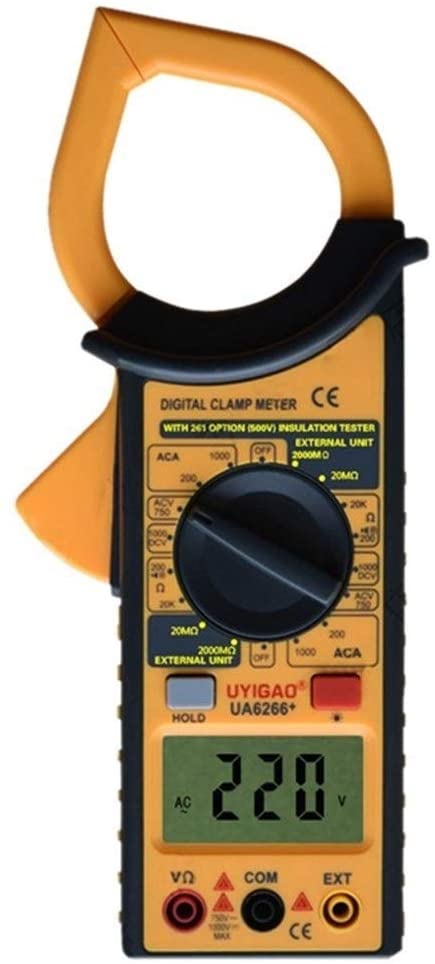 DIGITAL CLAMP METER CE
WITH 261 OPTION (500V) INSULATION TESTER
EXTERNAL UNIT
ACA 1000 OFF 2000MΩ
200 20MΩ
ACV 750 20K
Ω
1000 DCV 200
200 1000 DCV
Ω ACV 750
20K
20MΩ 200
2000MΩ 1000 ACA
EXTERNAL UNIT OFF
UYIGAO®
UA6266+
HOLD
AC 220 V
~
VΩ COM EXT
750V~
1000V⎓
MAX CE